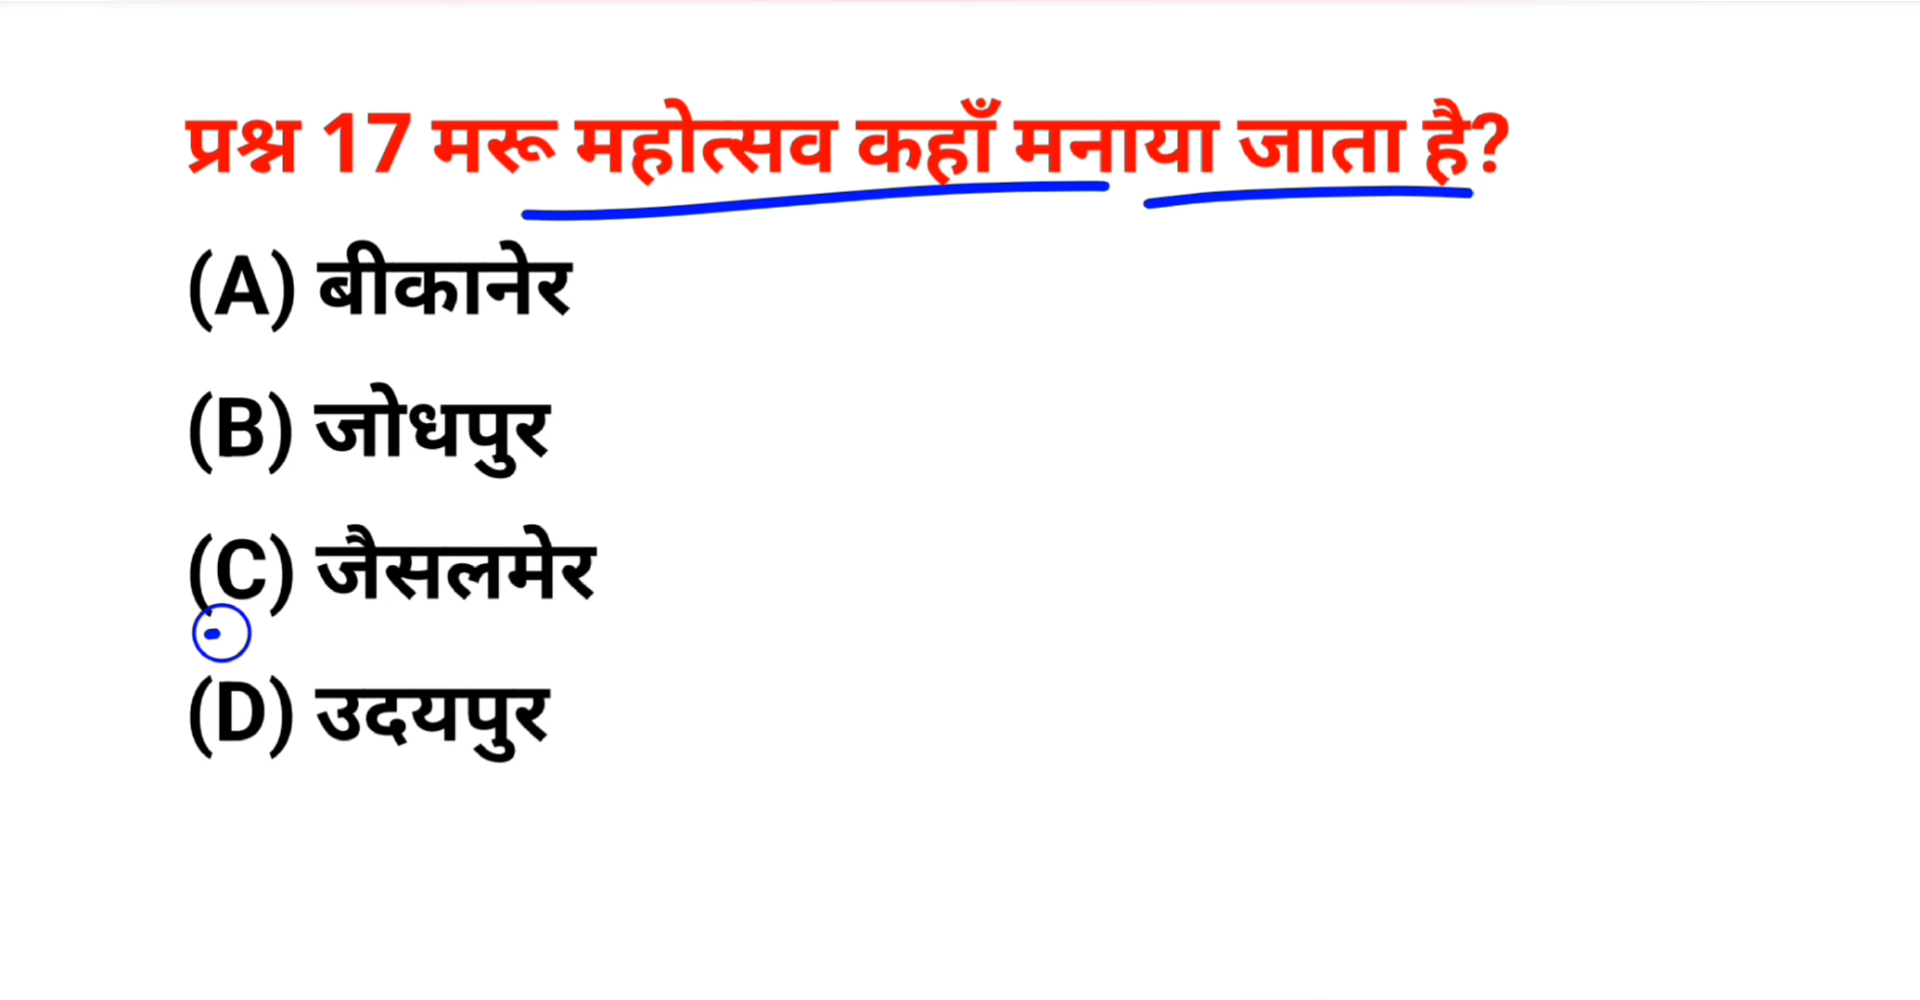 प्रश्न 17 मरू महोत्सव कहाँ मनाया जाता है?
(A) बीकानेर
(B) जोधपुर
(C) जैसलमेर
(D) उदयपुर